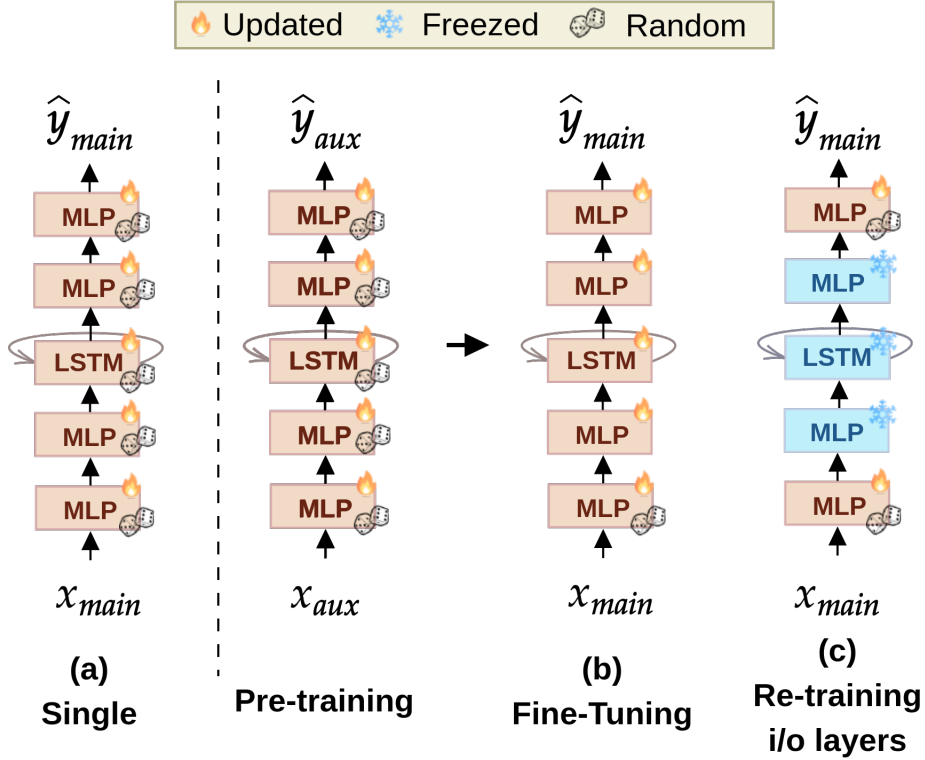 Updated Freezed Random
ŷ_main ŷ_aux ŷ_main ŷ_main
MLP MLP MLP MLP
MLP MLP MLP MLP
LSTM LSTM LSTM LSTM
MLP MLP MLP MLP
MLP MLP MLP MLP
x_main x_aux x_main x_main
(a)
Single
Pre-training
(b)
Fine-Tuning
(c)
Re-training
i/o layers